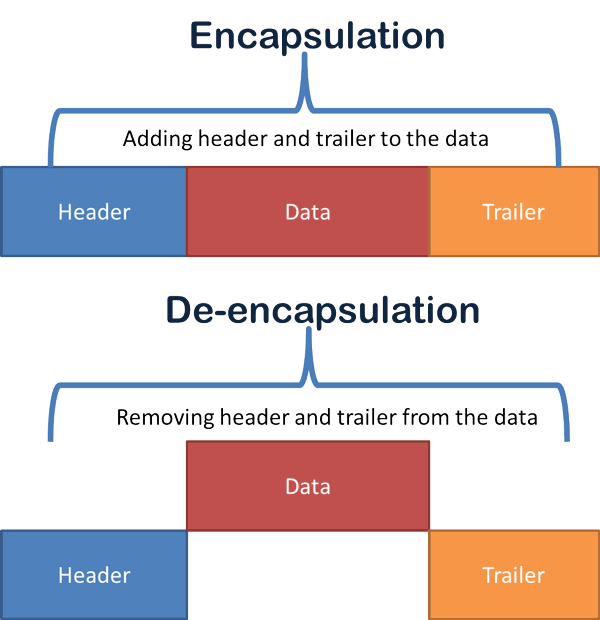 Encapsulation
Adding header and trailer to the data
Header Data Trailer
De-encapsulation
Removing header and trailer from the data
Data
Header Trailer